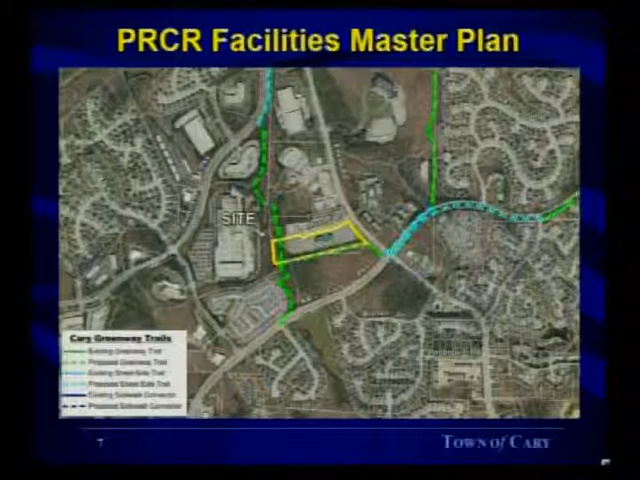 PRCR Facilities Master Plan
SITE
Cary Greenway Trails
Existing Greenway Trail
Proposed Greenway Trail
Existing Street-Side Trail
Proposed Street-Side Trail
Existing Sidewalk Connector
Proposed Sidewalk Connector
7
TOWN of CARY